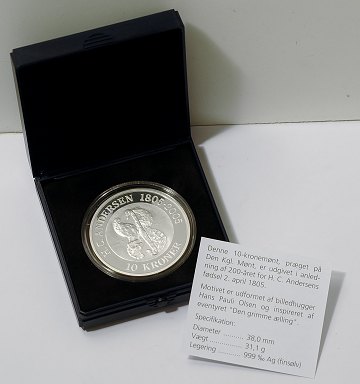 H.C. ANDERSEN 1805-2005
10 KRONER
Denne 10-kronemønt, præget på
Den Kgl. Mønt, er udgivet i anled-
ning af 200-året for H. C. Andersens
fødsel 2. april 1805.
Motivet er udformet af billedhugger
Hans Pauli Olsen og inspireret af
eventyret "Den grimme ælling".
Specifikation:
Diameter ............ 38,0 mm
Vægt .................. 31,1 g
Legering ......... 999 ‰ Ag (finsølv)